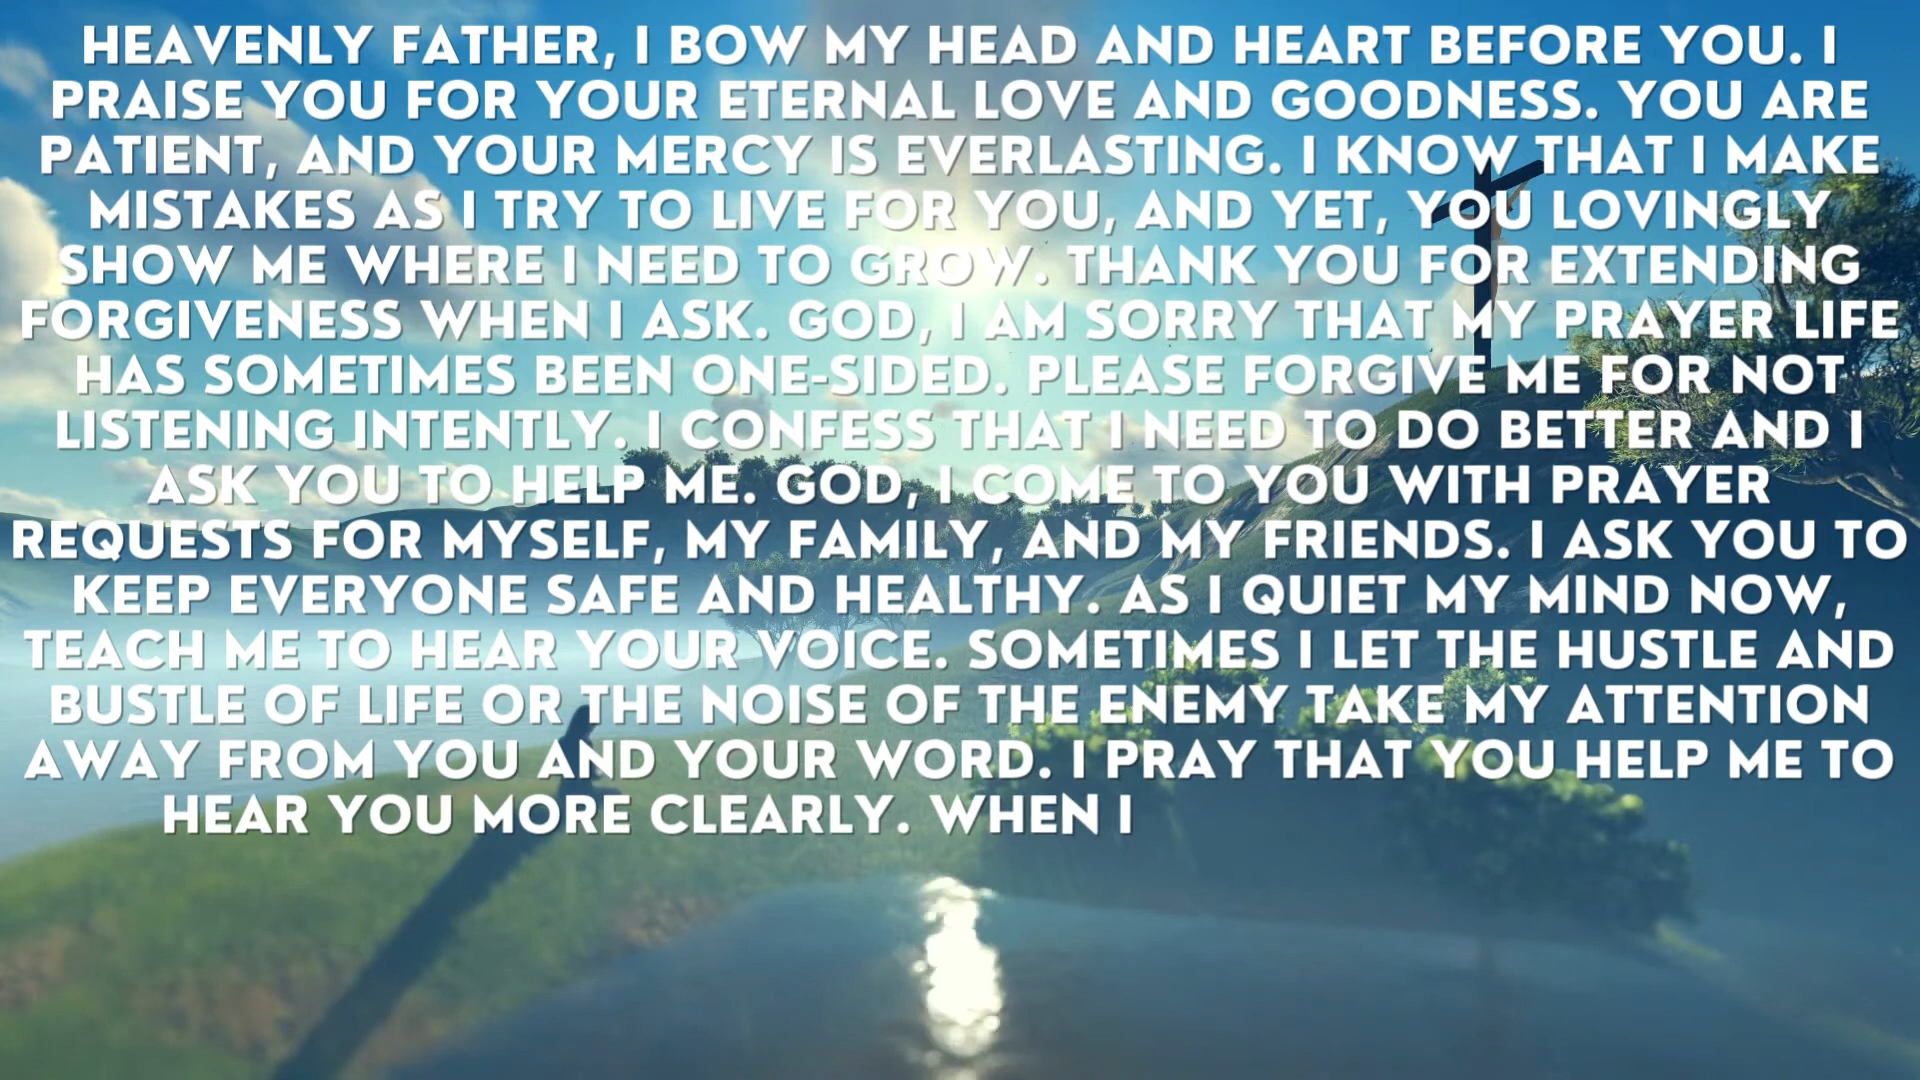 HEAVENLY FATHER, I BOW MY HEAD AND HEART BEFORE YOU. I
PRAISE YOU FOR YOUR ETERNAL LOVE AND GOODNESS. YOU ARE
PATIENT, AND YOUR MERCY IS EVERLASTING. I KNOW THAT I MAKE
MISTAKES AS I TRY TO LIVE FOR YOU, AND YET, YOU LOVINGLY
SHOW ME WHERE I NEED TO GROW. THANK YOU FOR EXTENDING
FORGIVENESS WHEN I ASK. GOD, I AM SORRY THAT MY PRAYER LIFE
HAS SOMETIMES BEEN ONE-SIDED. PLEASE FORGIVE ME FOR NOT
LISTENING INTENTLY. I CONFESS THAT I NEED TO DO BETTER AND I
ASK YOU TO HELP ME. GOD, I COME TO YOU WITH PRAYER
REQUESTS FOR MYSELF, MY FAMILY, AND MY FRIENDS. I ASK YOU TO
KEEP EVERYONE SAFE AND HEALTHY. AS I QUIET MY MIND NOW,
TEACH ME TO HEAR YOUR VOICE. SOMETIMES I LET THE HUSTLE AND
BUSTLE OF LIFE OR THE NOISE OF THE ENEMY TAKE MY ATTENTION
AWAY FROM YOU AND YOUR WORD. I PRAY THAT YOU HELP ME TO
HEAR YOU MORE CLEARLY. WHEN I